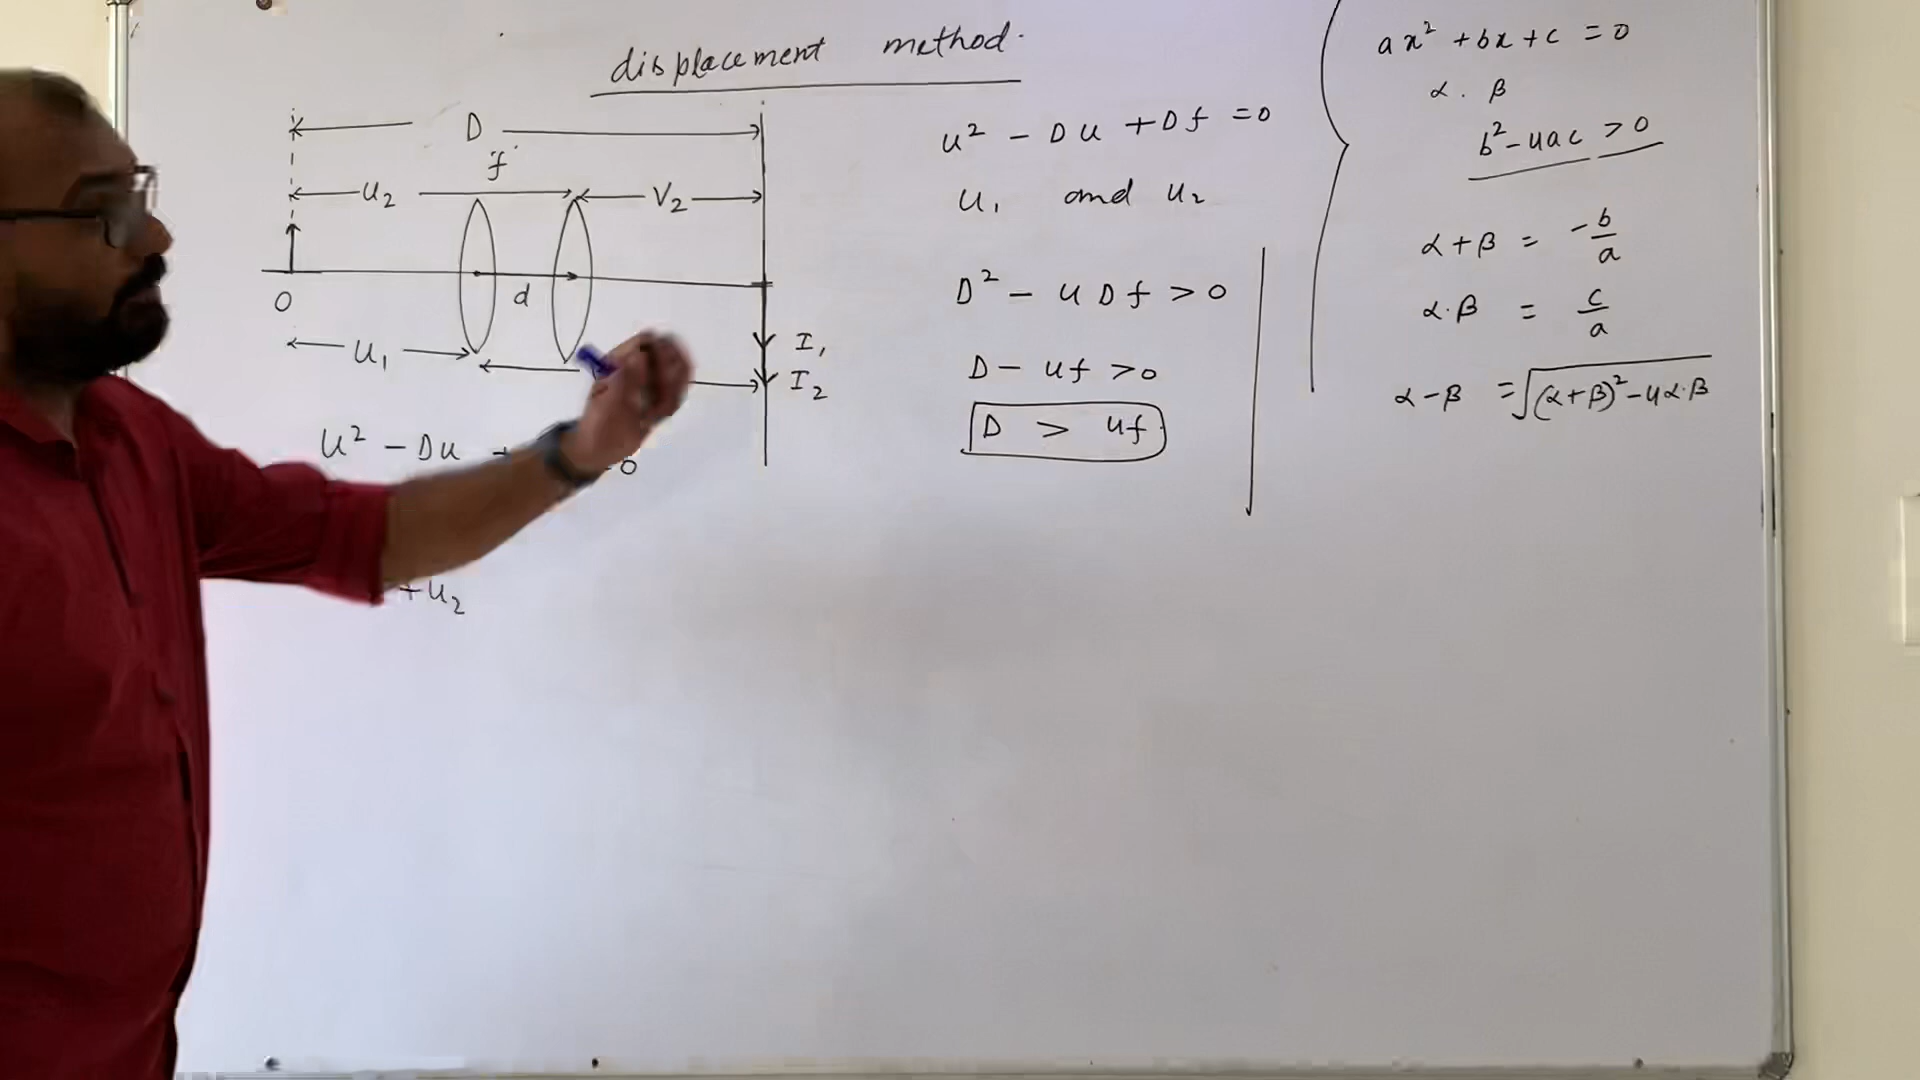 displacement method.
D
f
u₂ V₂
O
d
u₁
I₁
I₂
u² - Du + = 0
+ u₂
u² - Du + Df = 0
u₁ and u₂
D² - 4Df > 0
D - 4f > 0
D > 4f
ax² + bx + c = 0
α . β
b² - 4ac > 0
α + β = -b/a
α·β = c/a
α - β = √(α+β)² - 4α·β